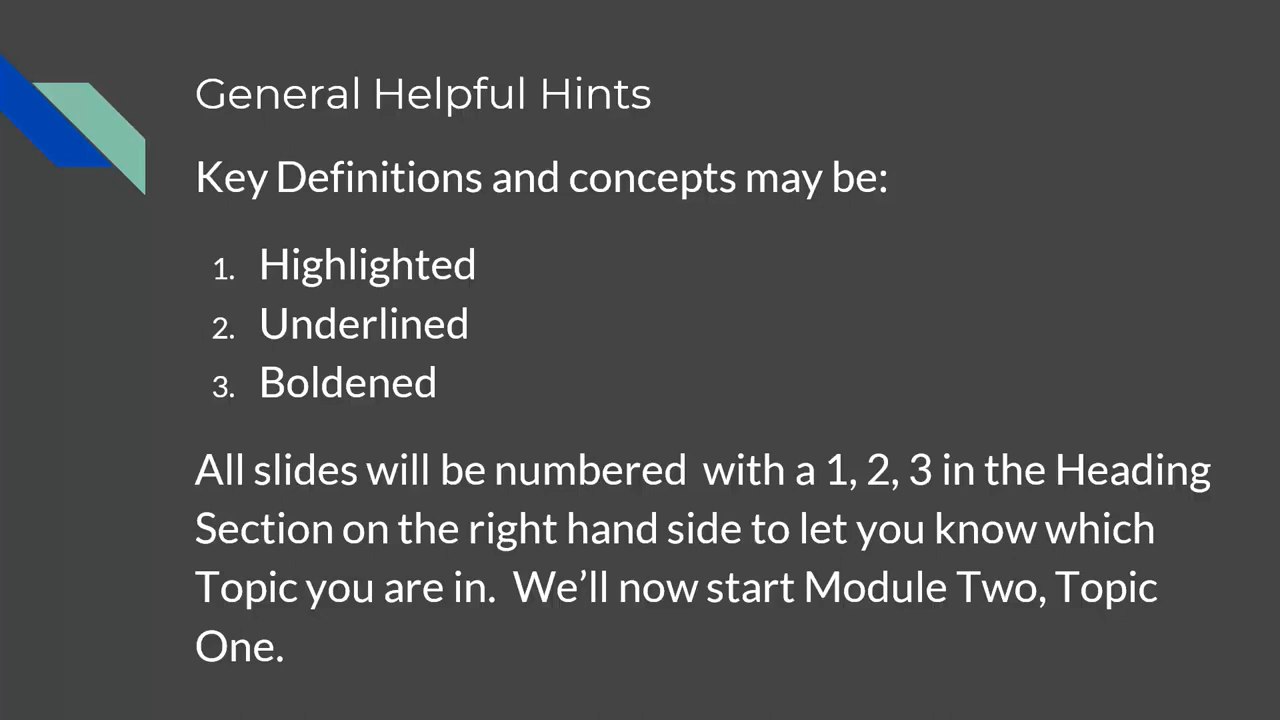 General Helpful Hints
Key Definitions and concepts may be:
1. Highlighted
2. Underlined
3. Boldened
All slides will be numbered  with a 1, 2, 3 in the Heading
Section on the right hand side to let you know which
Topic you are in.  We’ll now start Module Two, Topic
One.